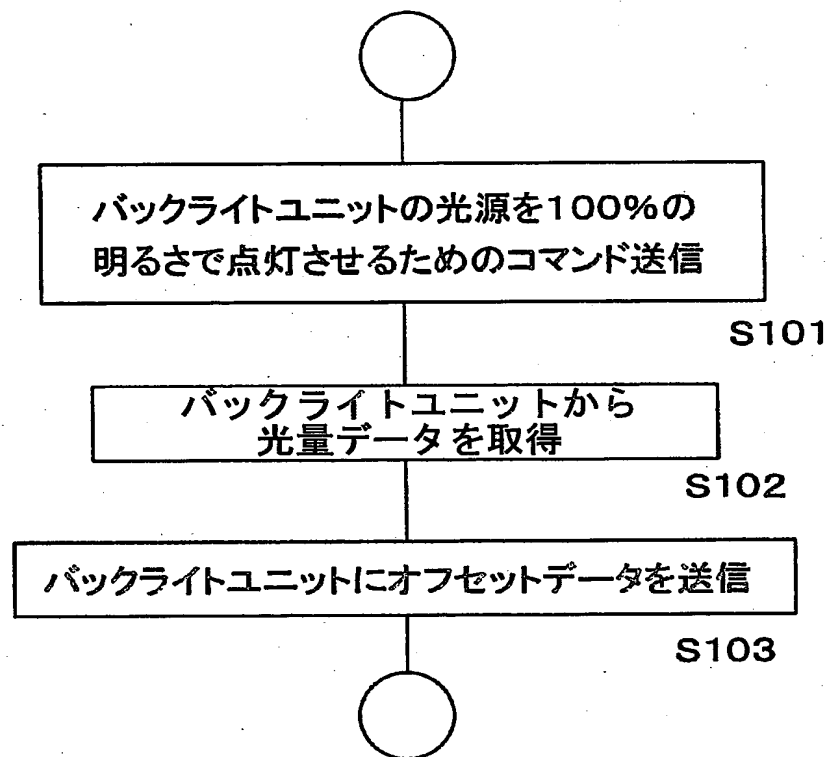 バックライトユニットの光源を100%の
明るさで点灯させるためのコマンド送信
S101
バックライトユニットから
光量データを取得
S102
バックライトユニットにオフセットデータを送信
S103